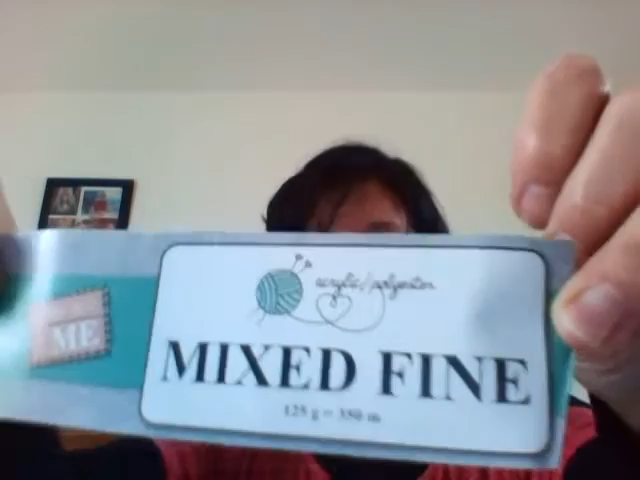 acrylic/polyester
ME
MIXED FINE
125 g = 350 m